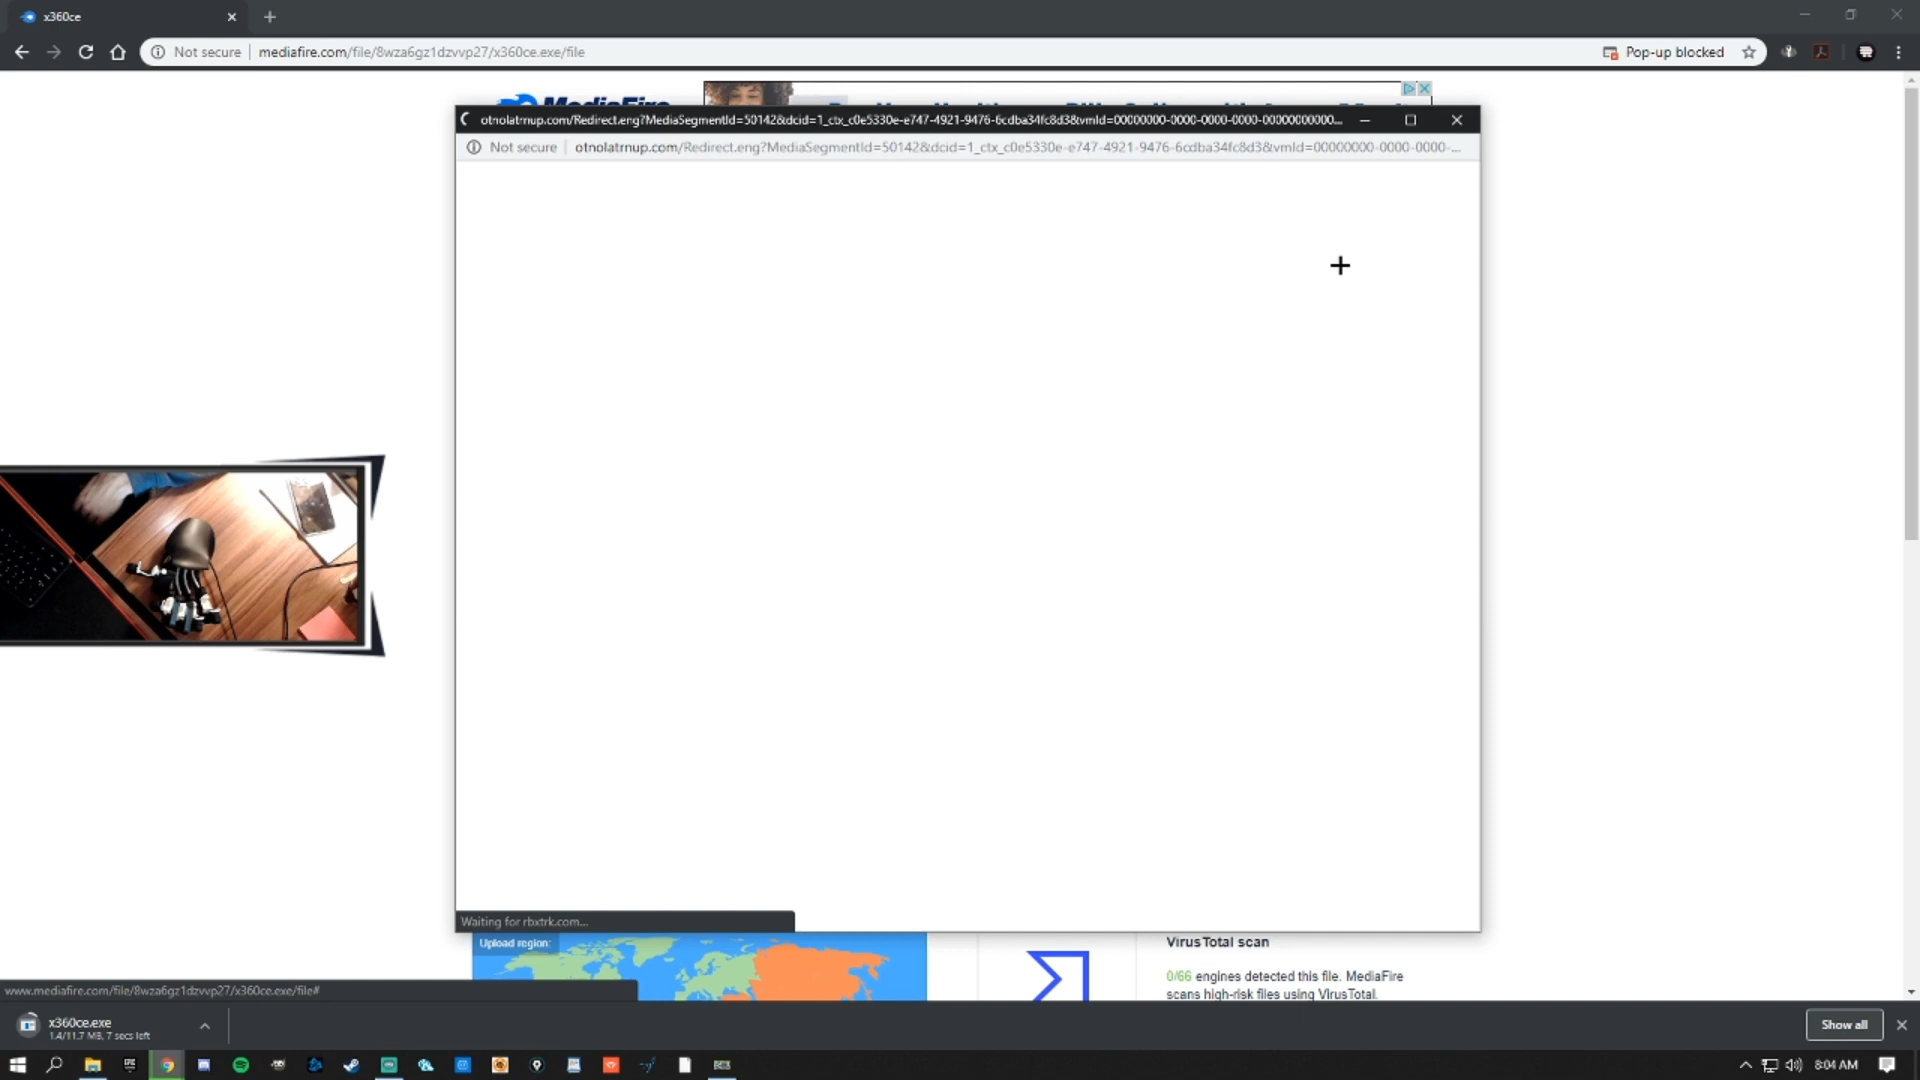 x360ce
Not secure
mediafire.com/file/8wza6gz1dzvvp27/x360ce.exe/file
Pop-up blocked
MediaFire
otnolatrnup.com/Redirect.eng?MediaSegmentId=50142&dcid=1_ctx_c0e5330e-e747-4921-9476-6cdba34fc8d3&vmId=00000000-0000-0000-0000-00000000000...
Not secure
otnolatrnup.com/Redirect.eng?MediaSegmentId=50142&dcid=1_ctx_c0e5330e-e747-4921-9476-6cdba34fc8d3&vmId=00000000-0000-0000-...
Waiting for rbxtrk.com...
Upload region:
VirusTotal scan
0/66 engines detected this file. MediaFire
scans high-risk files using VirusTotal.
www.mediafire.com/file/8wza6gz1dzvvp27/x360ce.exe/file#
x360ce.exe
1.4/11.7 MB, 7 secs left
Show all
8:04 AM